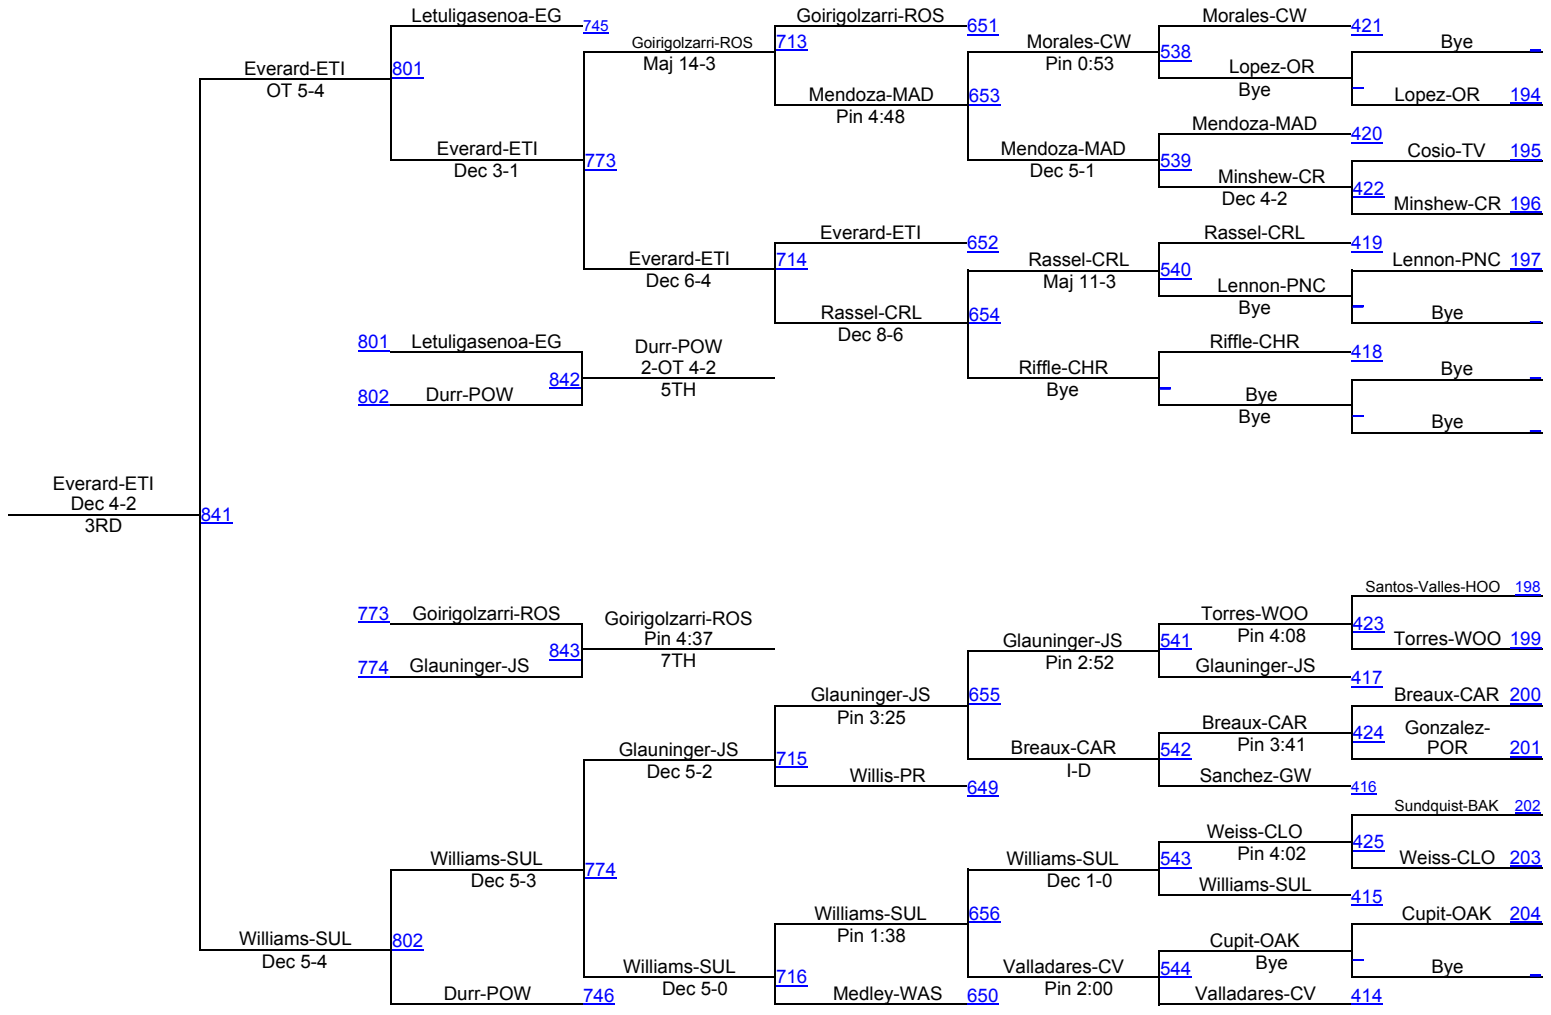 Letuligasenoa-EG 745
Goirigolzarri-ROS 651
Morales-CW 421
Goirigolzarri-ROS 713
Maj 14-3
Morales-CW 538
Pin 0:53
Bye _
Everard-ETI 801
OT 5-4
Lopez-OR _
Bye
Mendoza-MAD 653
Pin 4:48
Lopez-OR 194
Mendoza-MAD 420
Everard-ETI 773
Dec 3-1
Mendoza-MAD 539
Dec 5-1
Cosio-TV 195
Minshew-CR 422
Dec 4-2
Minshew-CR 196
Everard-ETI 652
Rassel-CRL 419
Everard-ETI 714
Dec 6-4
Rassel-CRL 540
Maj 11-3
Lennon-PNC 197
Lennon-PNC _
Bye
Rassel-CRL 654
Dec 8-6
Bye _
801 Letuligasenoa-EG
Durr-POW
2-OT 4-2
5TH
842
802 Durr-POW
Riffle-CHR 418
Riffle-CHR _
Bye
Bye _
Bye _
Bye
Bye _
Everard-ETI
Dec 4-2
3RD
841
773 Goirigolzarri-ROS
Goirigolzarri-ROS
Pin 4:37
7TH
843
774 Glauninger-JS
Santos-Valles-HOO 198
Torres-WOO 423
Pin 4:08
Torres-WOO 199
Glauninger-JS 541
Pin 2:52
Glauninger-JS 417
Glauninger-JS 655
Pin 3:25
Breaux-CAR 200
Breaux-CAR 424
Pin 3:41
Gonzalez-
POR 201
Glauninger-JS 715
Dec 5-2
Breaux-CAR 542
I-D
Willis-PR 649
Sanchez-GW 416
Sundquist-BAK 202
Weiss-CLO 425
Pin 4:02
Weiss-CLO 203
Williams-SUL 774
Dec 5-3
Williams-SUL 543
Dec 1-0
Williams-SUL 415
Williams-SUL 656
Pin 1:38
Cupit-OAK 204
Williams-SUL 802
Dec 5-4
Cupit-OAK _
Bye
Williams-SUL 716
Dec 5-0
Valladares-CV 544
Pin 2:00
Bye _
Durr-POW 746
Medley-WAS 650
Valladares-CV 414